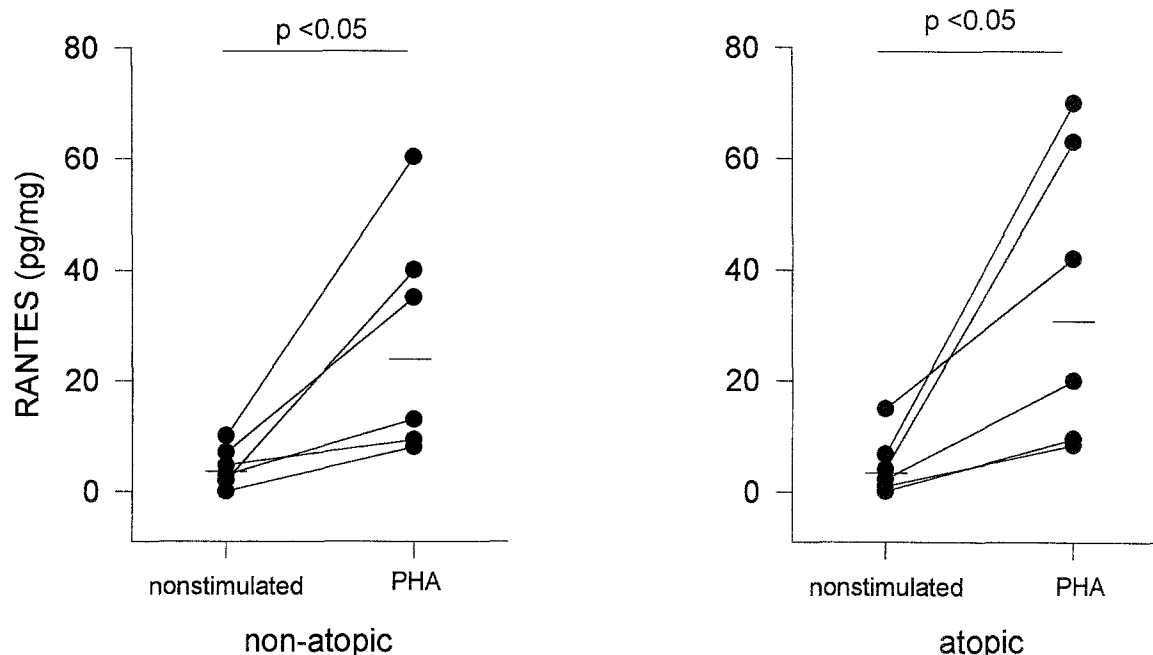 p <0.05
80
60
40
20
0
RANTES (pg/mg)
nonstimulated PHA
non-atopic
p <0.05
80
60
40
20
0
nonstimulated PHA
atopic